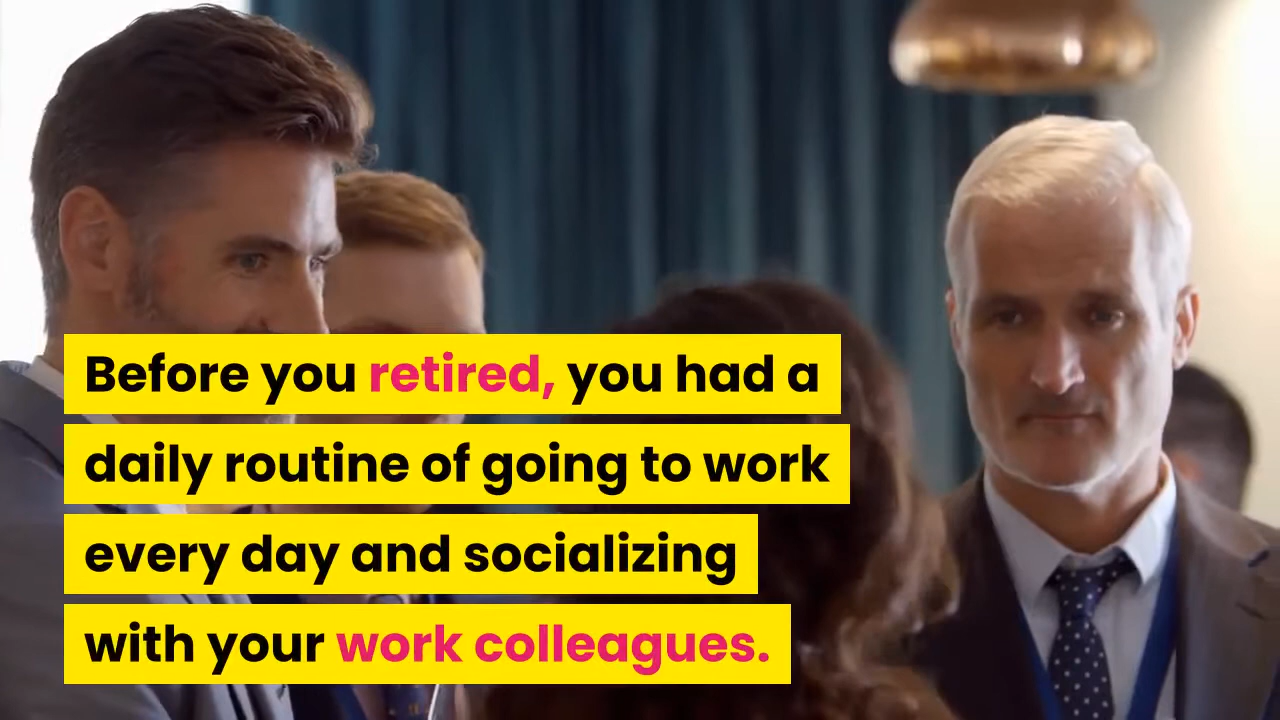 Before you retired, you had a
daily routine of going to work
every day and socializing
with your work colleagues.